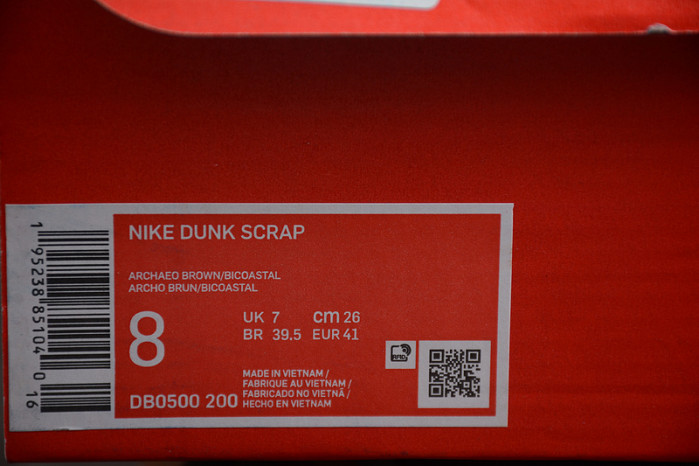 NIKE DUNK SCRAP
ARCHAEO BROWN/BICOASTAL
ARCHO BRUN/BICOASTAL
8
UK 7 cm 26
BR 39.5 EUR 41
RFID
MADE IN VIETNAM /
FABRIQUE AU VIETNAM /
FABRICADO NO VIETNÃ /
HECHO EN VIETNAM
DB0500 200
1 95238 85104 0 16